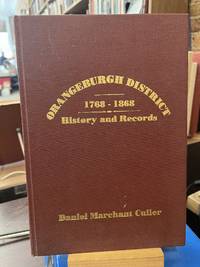 ORANGEBURGH DISTRICT
1768 - 1868
History and Records
Daniel Marchant Culler